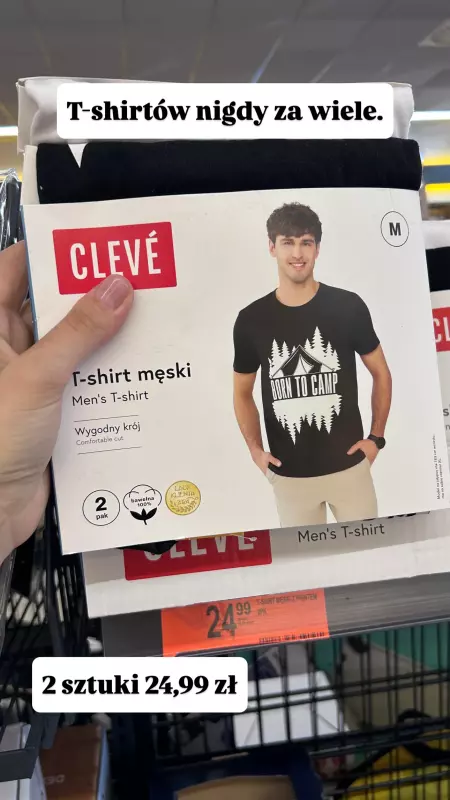 T-shirtów nigdy za wiele.
M
CLEVÉ
T-shirt męski
Men's T-shirt
Wygodny krój
Comfortable cut
BORN TO CAMP
2
pak
bawełna
100%
CLEVÉ
Men's T-shirt
24 99
2 sztuki 24,99 zł